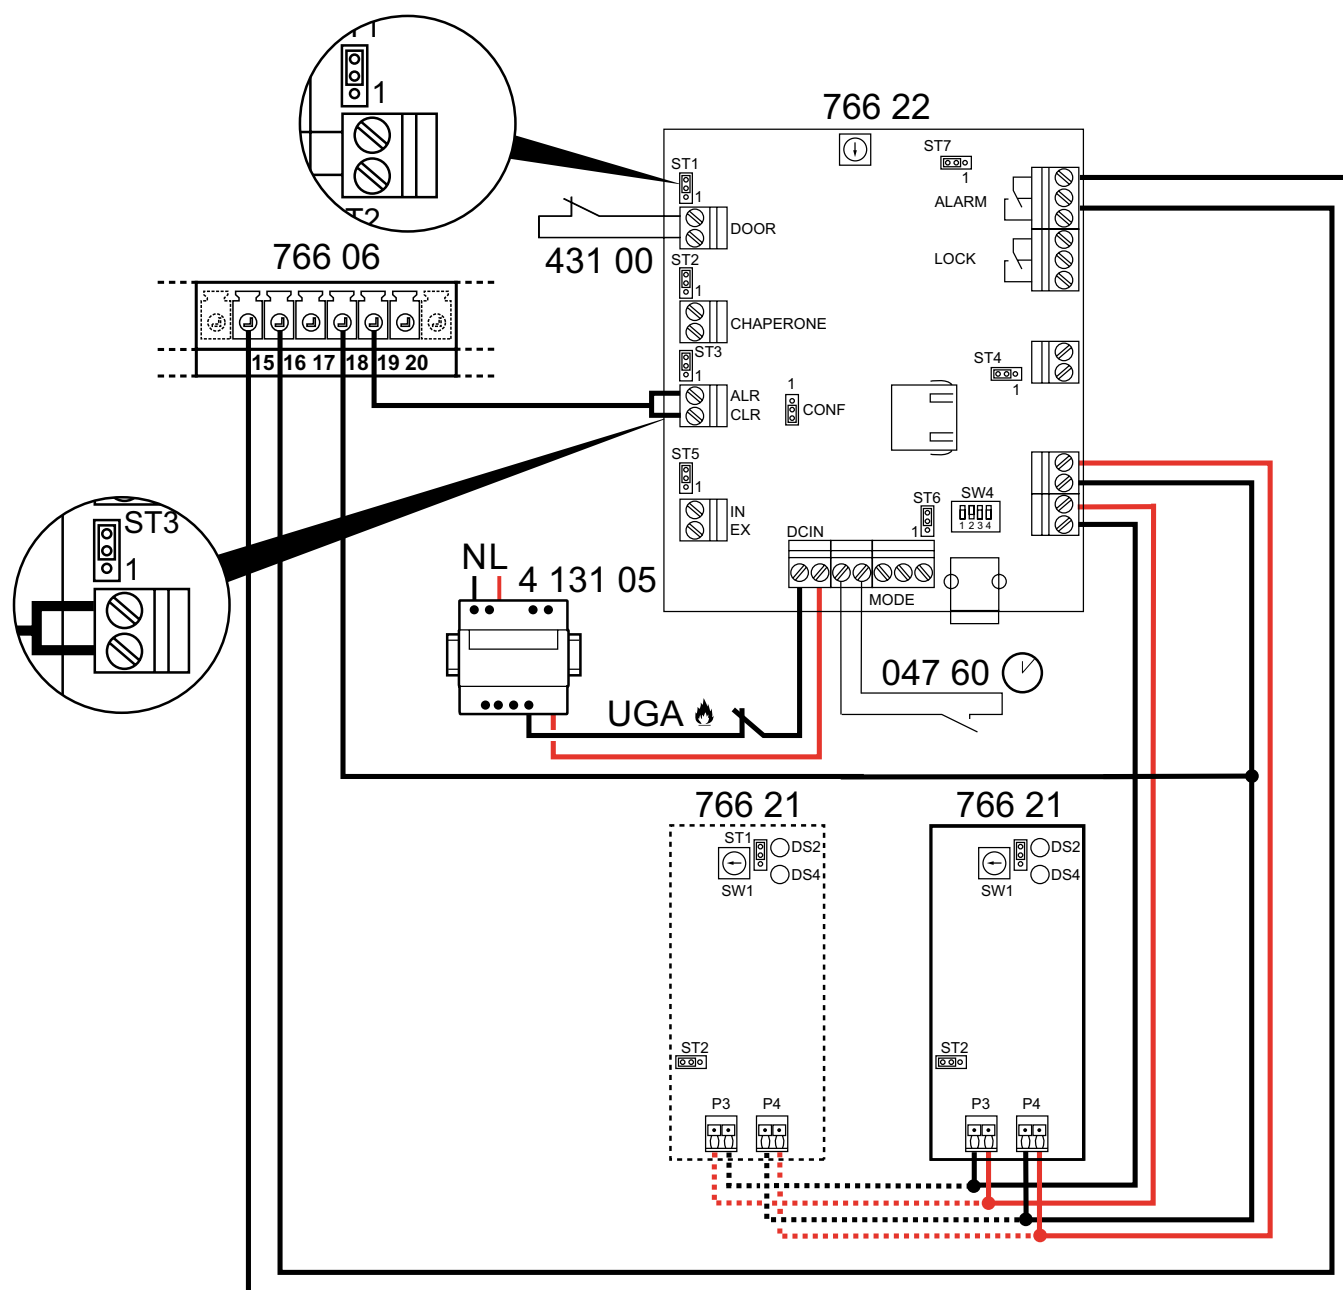 1
1
ST2
766 22
ST1
1
DOOR
431 00
ST7
1
ALARM
LOCK
766 06
15 16 17 18 19 20
ST2
1
CHAPERONE
ST3
1
ALR
CLR
1
CONF
ST4
1
ST5
1
IN
EX
ST6
1
SW4
1 2 3 4
DCIN
MODE
ST3
1
NL
4 131 05
UGA
047 60
766 21
ST1
DS2
DS4
SW1
ST2
P3 P4
766 21
DS2
DS4
SW1
ST2
P3 P4